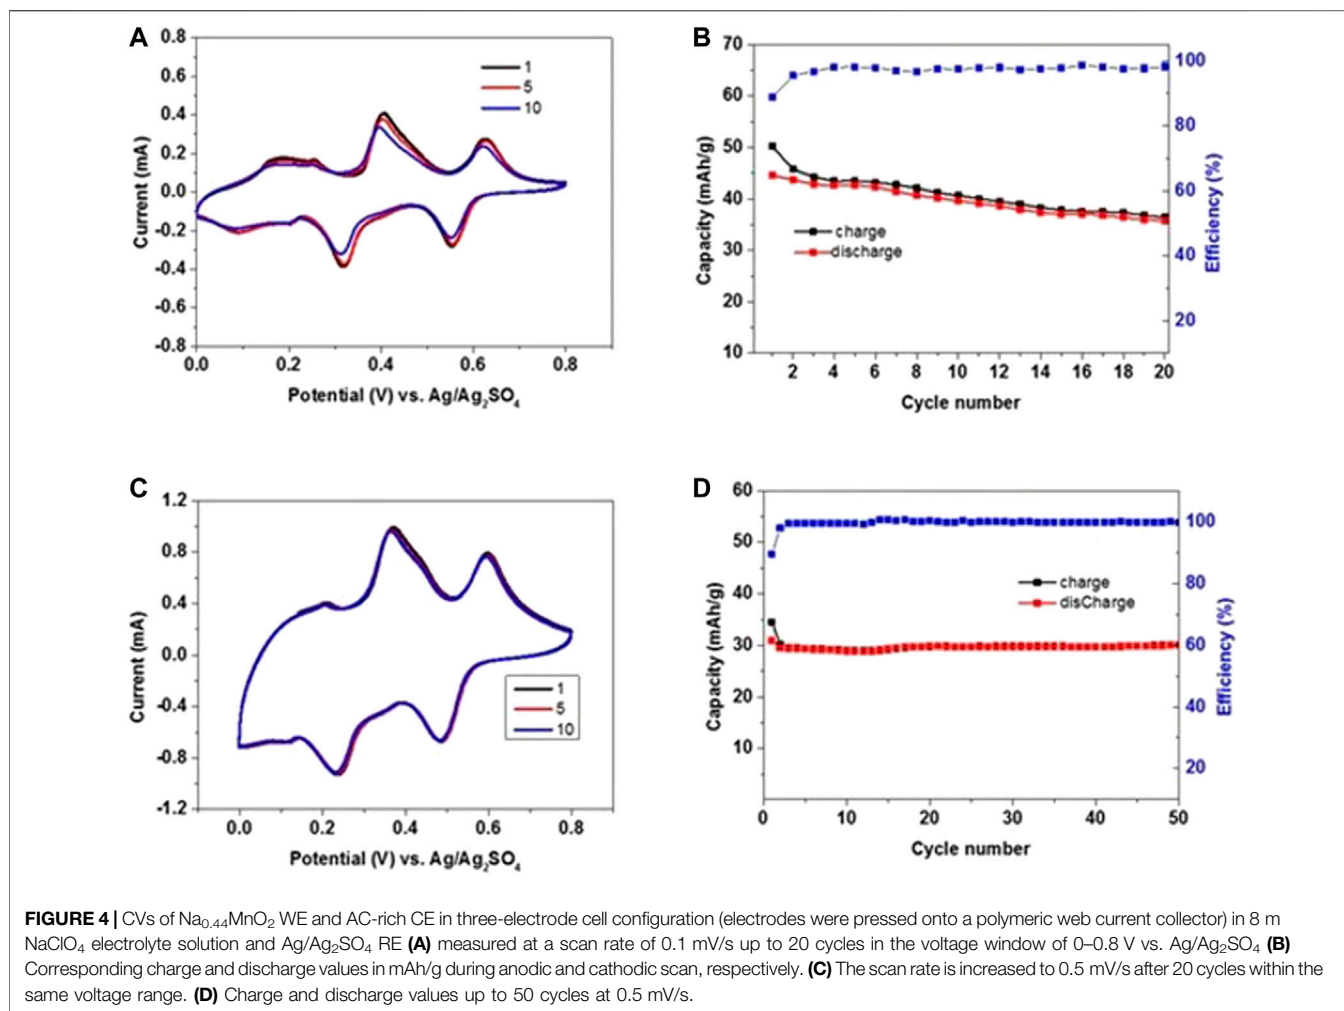 A
0.8
0.6
0.4
0.2
0.0
-0.2
-0.4
-0.6
-0.8
Current (mA)
1
5
10
0.0 0.2 0.4 0.6 0.8
Potential (V) vs. Ag/Ag₂SO₄
B
70
60
50
40
30
20
10
Capacity (mAh/g)
charge
discharge
100
80
60
40
20
Efficiency (%)
2 4 6 8 10 12 14 16 18 20
Cycle number
C
1.2
0.8
0.4
0.0
-0.4
-0.8
-1.2
Current (mA)
1
5
10
0.0 0.2 0.4 0.6 0.8
Potential (V) vs. Ag/Ag₂SO₄
D
60
50
40
30
20
10
Capacity (mAh/g)
charge
disCharge
100
80
60
40
20
Efficiency (%)
0 10 20 30 40 50
Cycle number
FIGURE 4 | CVs of Na₀.₄₄MnO₂ WE and AC-rich CE in three-electrode cell configuration (electrodes were pressed onto a polymeric web current collector) in 8 m
NaClO₄ electrolyte solution and Ag/Ag₂SO₄ RE (A) measured at a scan rate of 0.1 mV/s up to 20 cycles in the voltage window of 0–0.8 V vs. Ag/Ag₂SO₄ (B)
Corresponding charge and discharge values in mAh/g during anodic and cathodic scan, respectively. (C) The scan rate is increased to 0.5 mV/s after 20 cycles within the
same voltage range. (D) Charge and discharge values up to 50 cycles at 0.5 mV/s.